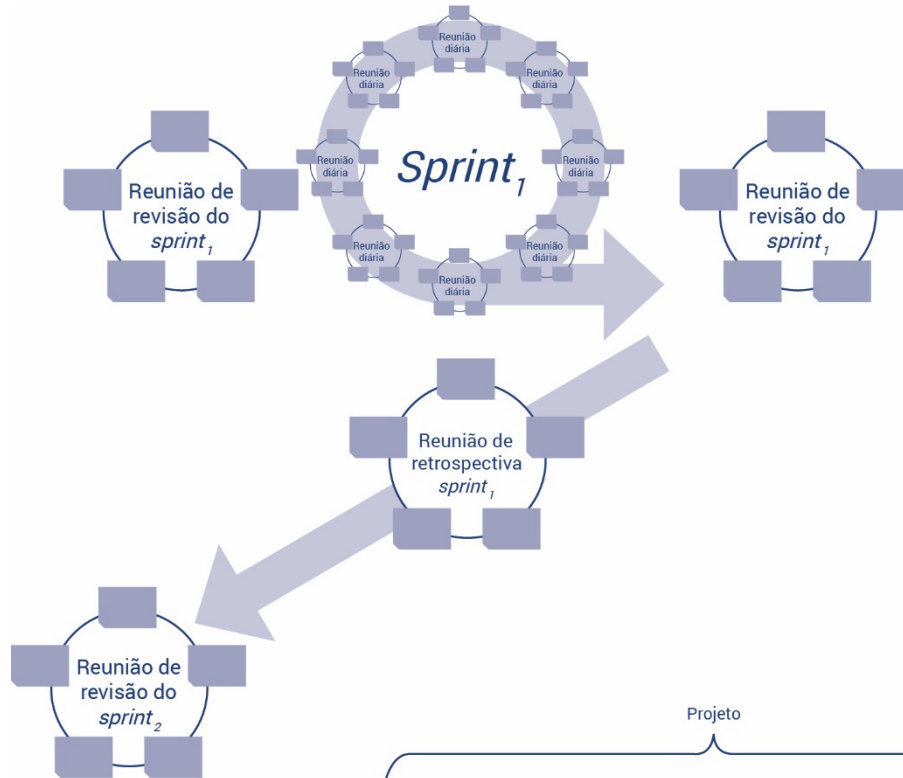 Reunião
diária
Reunião
diária
Reunião
diária
Reunião
diária
Reunião
diária
Reunião
diária
Reunião
diária
Reunião
diária
Sprint₁
Reunião de
revisão do
sprint₁
Reunião de
revisão do
sprint₁
Reunião de
retrospectiva
sprint₁
Reunião de
revisão do
sprint₂
Projeto